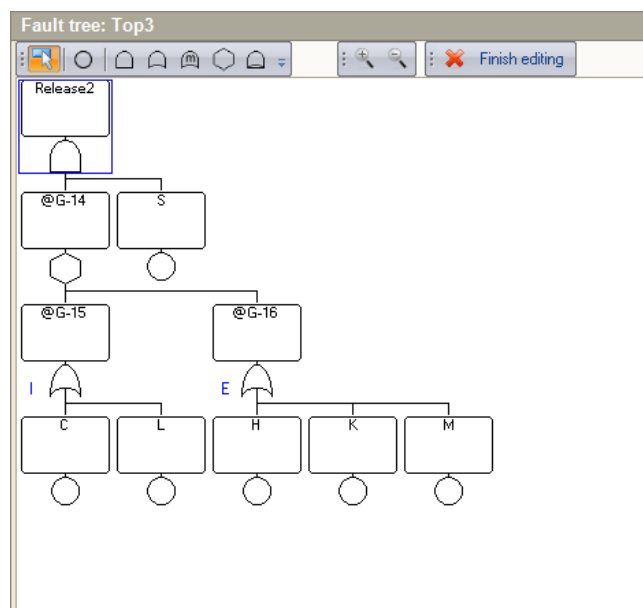 Fault tree: Top3
m
Finish editing
Release2
@G-14
S
@G-15
@G-16
I
E
C
L
H
K
M